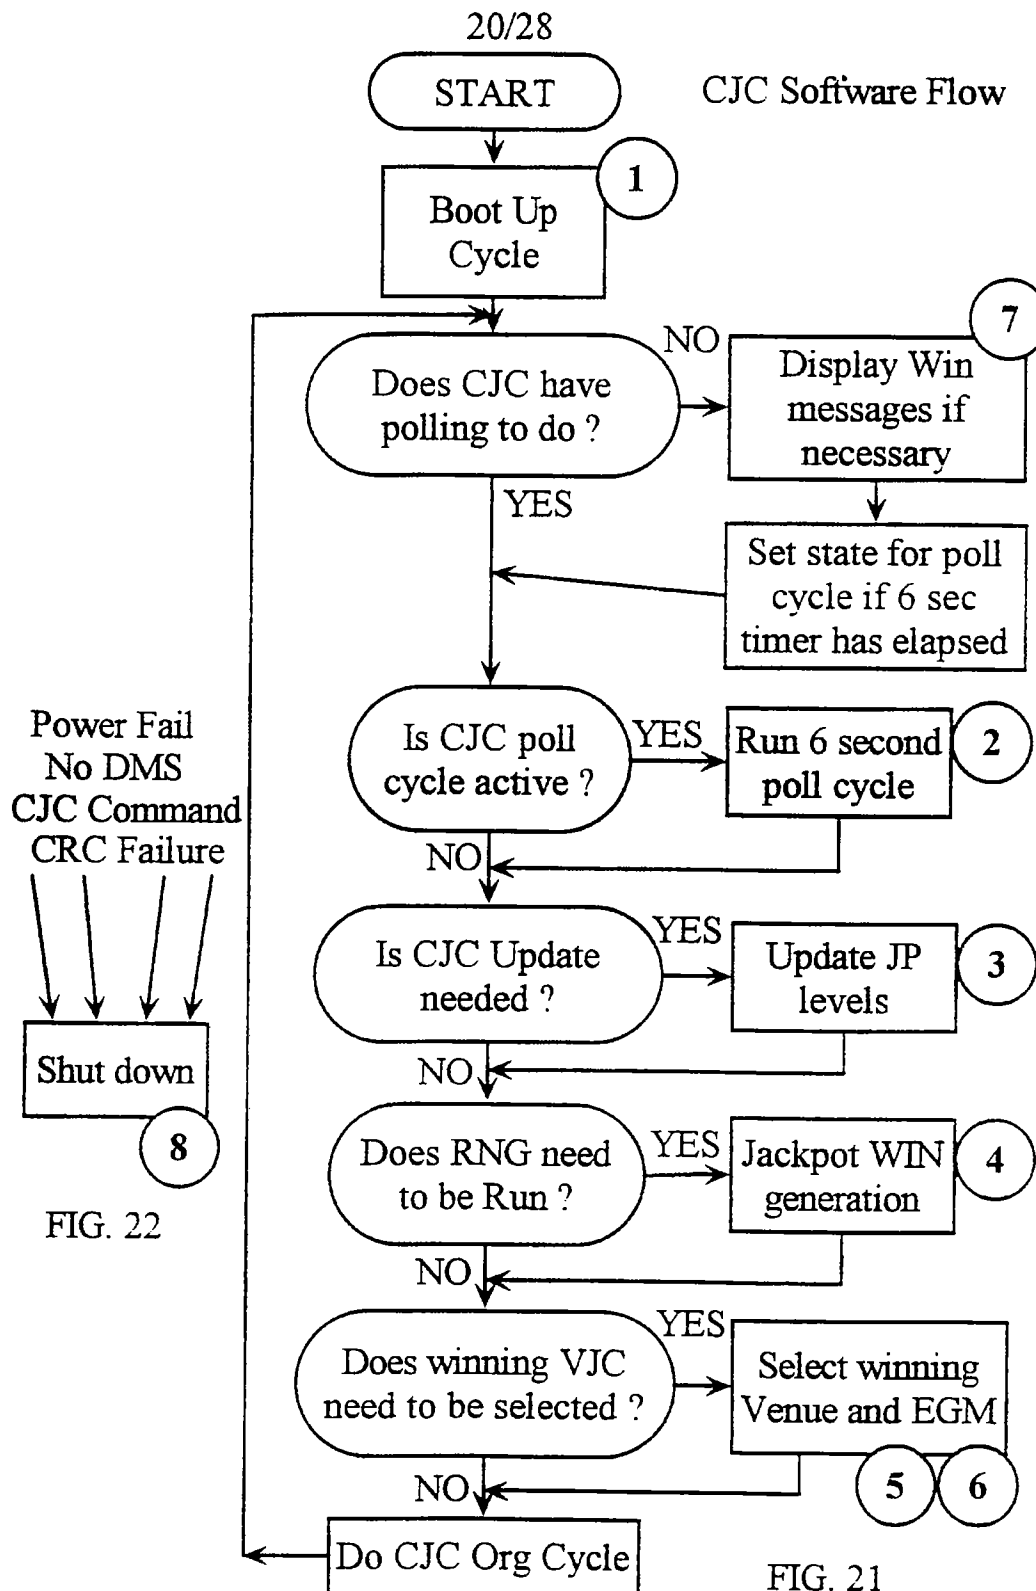 20/28
START
CJC Software Flow
1
Boot Up
Cycle
7
NO
Does CJC have
polling to do ?
Display Win
messages if
necessary
YES
Set state for poll
cycle if 6 sec
timer has elapsed
Is CJC poll
cycle active ?
YES
Run 6 second
poll cycle
2
NO
Power Fail
No DMS
CJC Command
CRC Failure
Shut down
8
FIG. 22
Is CJC Update
needed ?
YES
Update JP
levels
3
NO
Does RNG need
to be Run ?
YES
Jackpot WIN
generation
4
NO
Does winning VJC
need to be selected ?
YES
Select winning
Venue and EGM
5
6
NO
Do CJC Org Cycle
FIG. 21